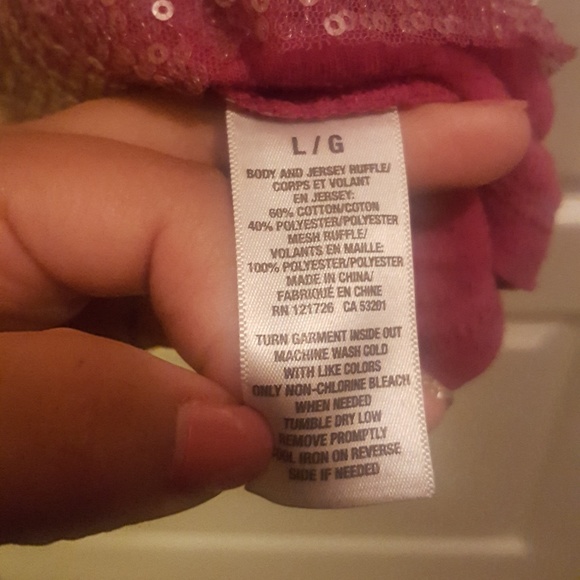 L/G
BODY AND JERSEY RUFFLE/
CORPS ET VOLANT
EN JERSEY:
60% COTTON/COTON
40% POLYESTER/POLYESTER
MESH RUFFLE/
VOLANTS EN MAILLE:
100% POLYESTER/POLYESTER
MADE IN CHINA/
FABRIQUÉ EN CHINE
RN 121726 CA 53201
TURN GARMENT INSIDE OUT
MACHINE WASH COLD
WITH LIKE COLORS
ONLY NON-CHLORINE BLEACH
WHEN NEEDED
TUMBLE DRY LOW
REMOVE PROMPTLY
IRON ON REVERSE
SIDE IF NEEDED